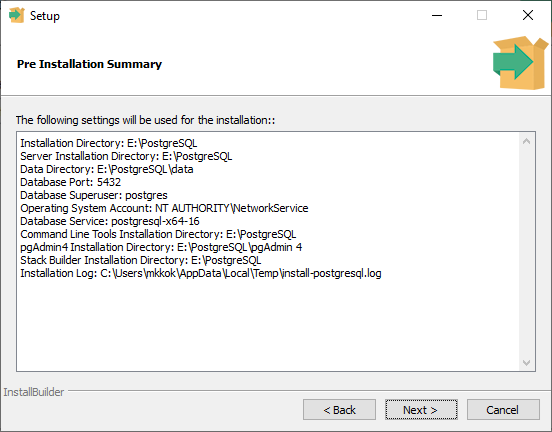 Setup
Pre Installation Summary
The following settings will be used for the installation::
Installation Directory: E:\PostgreSQL
Server Installation Directory: E:\PostgreSQL
Data Directory: E:\PostgreSQL\data
Database Port: 5432
Database Superuser: postgres
Operating System Account: NT AUTHORITY\NetworkService
Database Service: postgresql-x64-16
Command Line Tools Installation Directory: E:\PostgreSQL
pgAdmin4 Installation Directory: E:\PostgreSQL\pgAdmin 4
Stack Builder Installation Directory: E:\PostgreSQL
Installation Log: C:\Users\mkkok\AppData\Local\Temp\install-postgresql.log
InstallBuilder
< Back
Next >
Cancel